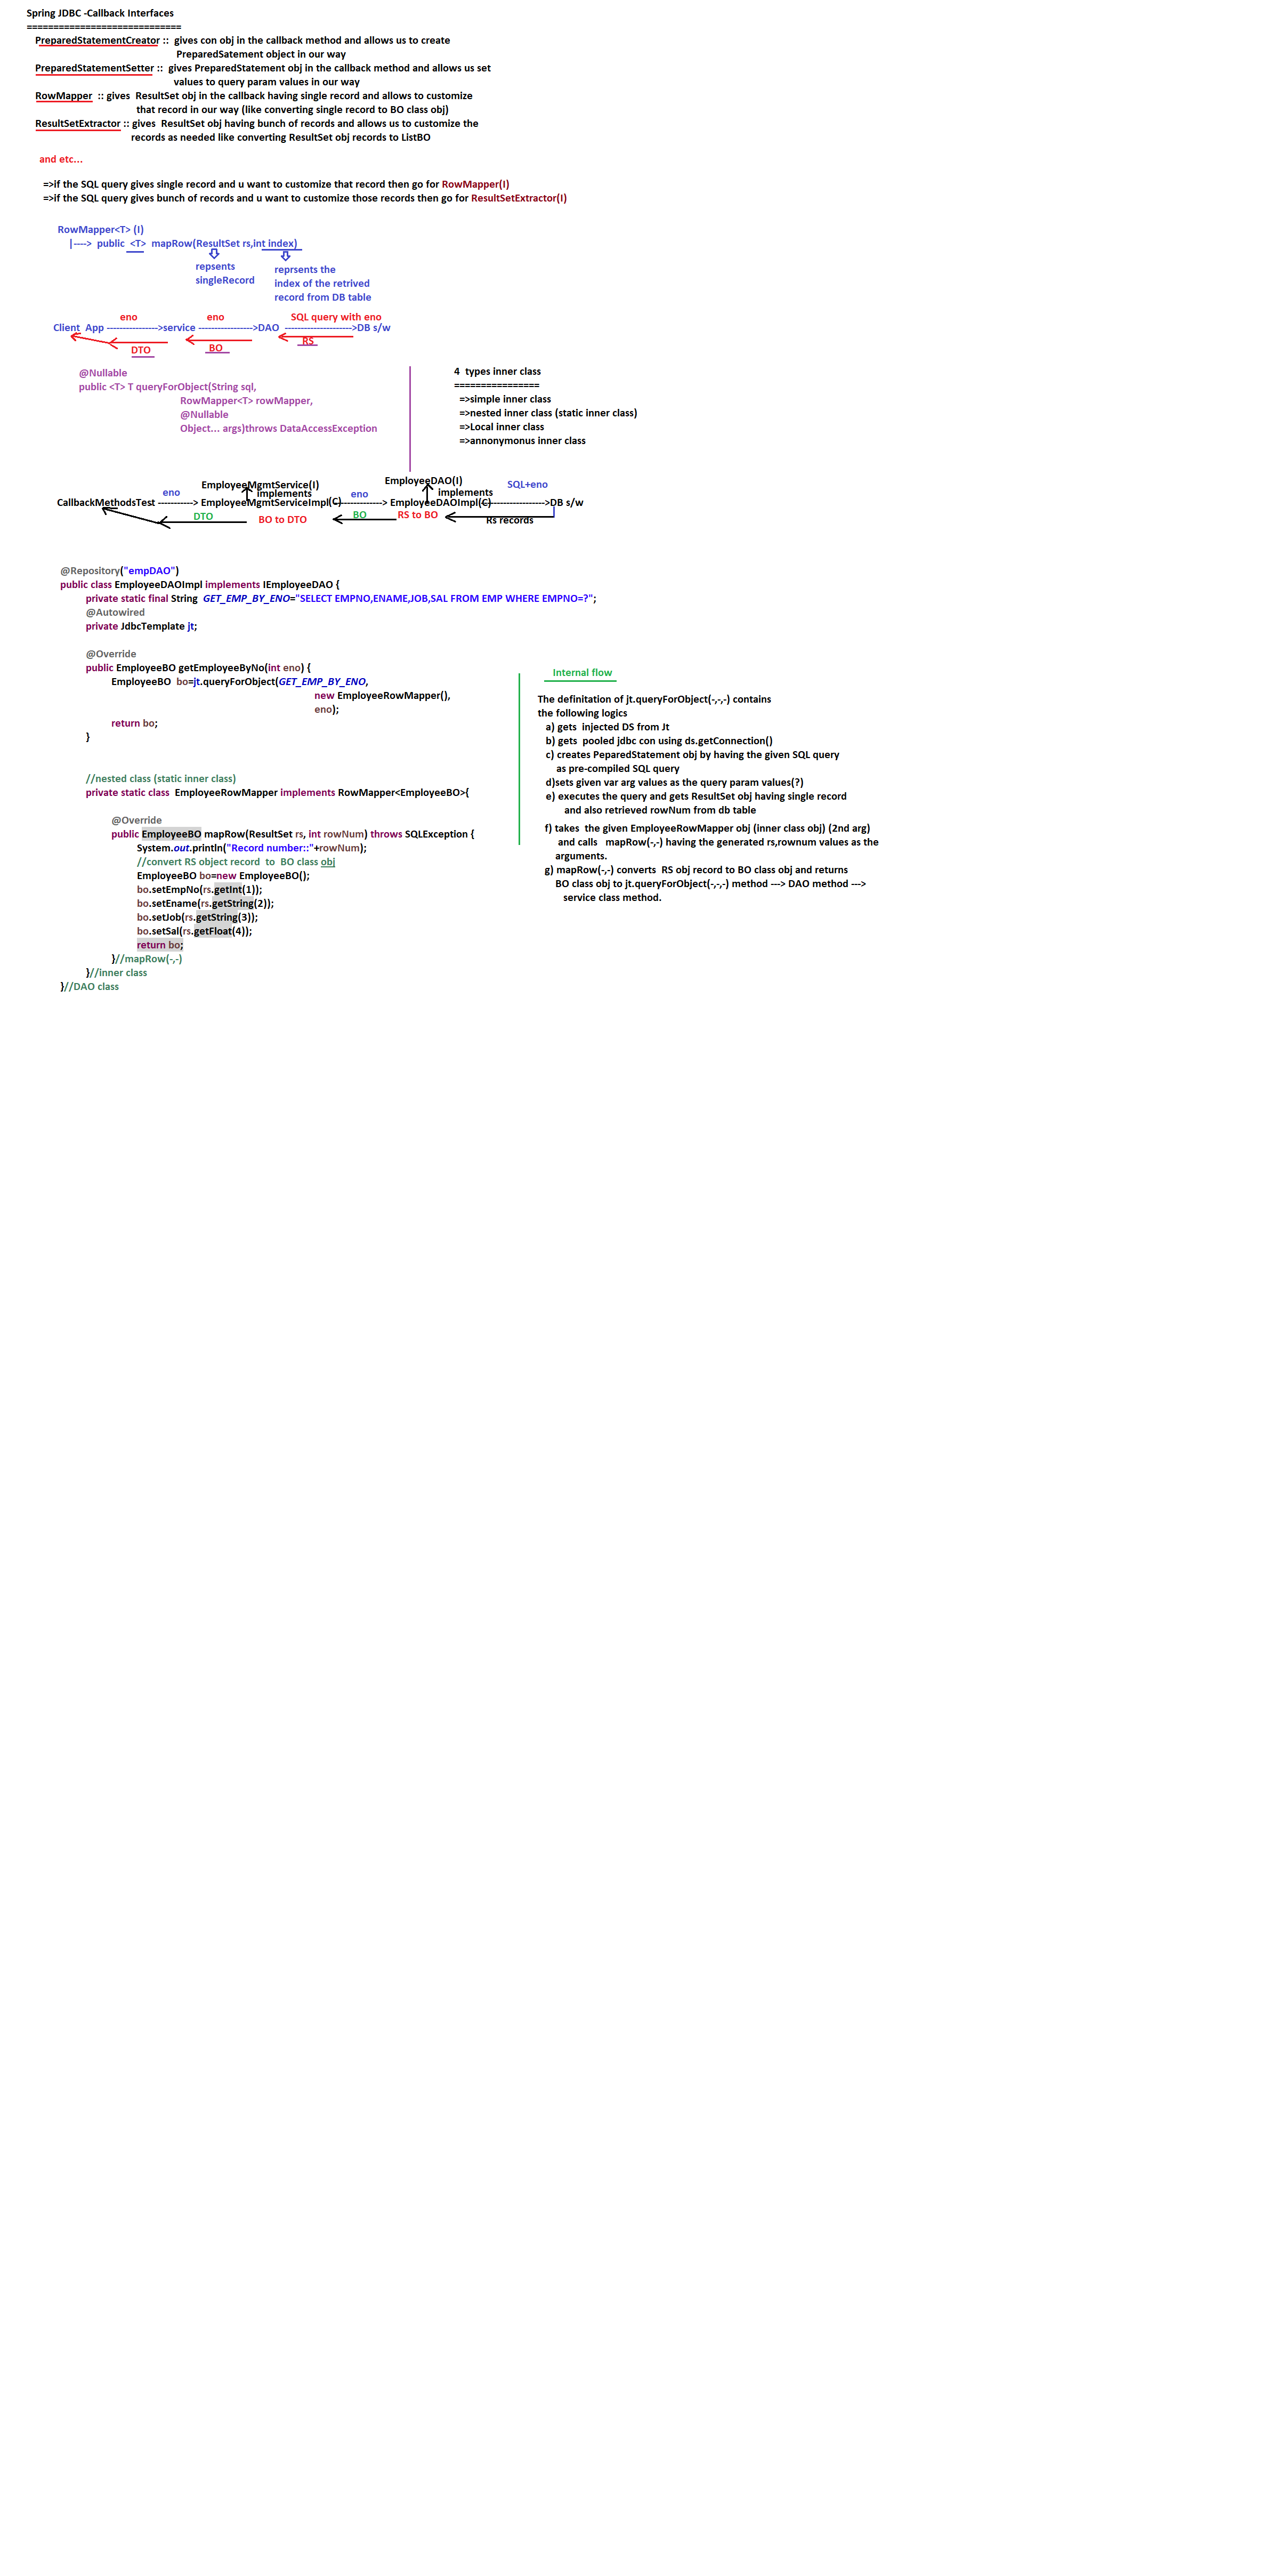 Spring JDBC -Callback Interfaces
=============================
PreparedStatementCreator :: gives con obj in the callback method and allows us to create
PreparedSatement object in our way
PreparedStatementSetter :: gives PreparedStatement obj in the callback method and allows us set
values to query param values in our way
RowMapper :: gives ResultSet obj in the callback having single record and allows to customize
that record in our way (like converting single record to BO class obj)
ResultSetExtractor :: gives ResultSet obj having bunch of records and allows us to customize the
records as needed like converting ResultSet obj records to ListBO
and etc...
=>if the SQL query gives single record and u want to customize that record then go for RowMapper(I)
=>if the SQL query gives bunch of records and u want to customize those records then go for ResultSetExtractor(I)
RowMapper<T> (I)
|----> public <T> mapRow(ResultSet rs,int index)
repsents
singleRecord
reprsents the
index of the retrived
record from DB table
eno eno SQL query with eno
Client App ---------------->service ----------------->DAO --------------------->DB s/w
DTO BO RS
@Nullable
public <T> T queryForObject(String sql,
RowMapper<T> rowMapper,
@Nullable
Object... args)throws DataAccessException
4 types inner class
================
=>simple inner class
=>nested inner class (static inner class)
=>Local inner class
=>annonymonus inner class
EmployeeMgmtService(I) EmployeeDAO(I)
eno implements eno implements SQL+eno
CallbackMethodsTest -----------> EmployeeMgmtServiceImpl(C)---------------> EmployeeDAOImpl(C)------------------->DB s/w
DTO BO to DTO BO RS to BO Rs records
@Repository("empDAO")
public class EmployeeDAOImpl implements IEmployeeDAO {
private static final String GET_EMP_BY_ENO="SELECT EMPNO,ENAME,JOB,SAL FROM EMP WHERE EMPNO=?";
@Autowired
private JdbcTemplate jt;
@Override
public EmployeeBO getEmployeeByNo(int eno) {
EmployeeBO bo=jt.queryForObject(GET_EMP_BY_ENO,
new EmployeeRowMapper(),
eno);
return bo;
}
//nested class (static inner class)
private static class EmployeeRowMapper implements RowMapper<EmployeeBO>{
@Override
public EmployeeBO mapRow(ResultSet rs, int rowNum) throws SQLException {
System.out.println("Record number::"+rowNum);
//convert RS object record to BO class obj
EmployeeBO bo=new EmployeeBO();
bo.setEmpNo(rs.getInt(1));
bo.setEname(rs.getString(2));
bo.setJob(rs.getString(3));
bo.setSal(rs.getFloat(4));
return bo;
}//mapRow(-,-)
}//inner class
}//DAO class
Internal flow
The definitation of jt.queryForObject(-,-,-) contains
the following logics
a) gets injected DS from Jt
b) gets pooled jdbc con using ds.getConnection()
c) creates PeparedStatement obj by having the given SQL query
as pre-compiled SQL query
d)sets given var arg values as the query param values(?)
e) executes the query and gets ResultSet obj having single record
and also retrieved rowNum from db table
f) takes the given EmployeeRowMapper obj (inner class obj) (2nd arg)
and calls mapRow(-,-) having the generated rs,rownum values as the
arguments.
g) mapRow(-,-) converts RS obj record to BO class obj and returns
BO class obj to jt.queryForObject(-,-,-) method ---> DAO method --->
service class method.